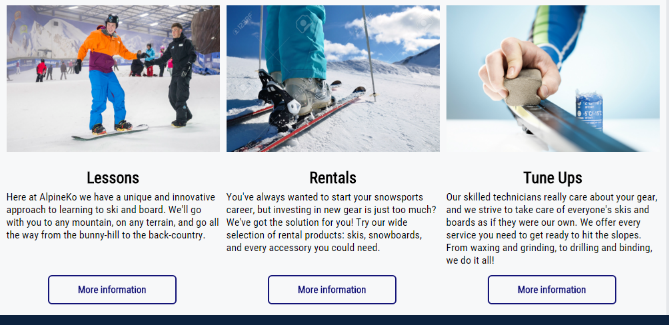 Lessons
Here at AlpineKo we have a unique and innovative
approach to learning to ski and board. We'll go
with you to any mountain, on any terrain, and go all
the way from the bunny-hill to the back-country.
More information
Rentals
You've always wanted to start your snowsports
career, but investing in new gear is just too much?
We've got the solution for you! Try our wide
selection of rental products: skis, snowboards,
and every accessory you could need.
More information
Tune Ups
Our skilled technicians really care about your gear,
and we strive to take care of everyone's skis and
boards as if they were our own. We offer every
service you need to get ready to hit the slopes.
From waxing and grinding, to drilling and binding,
we do it all!
More information